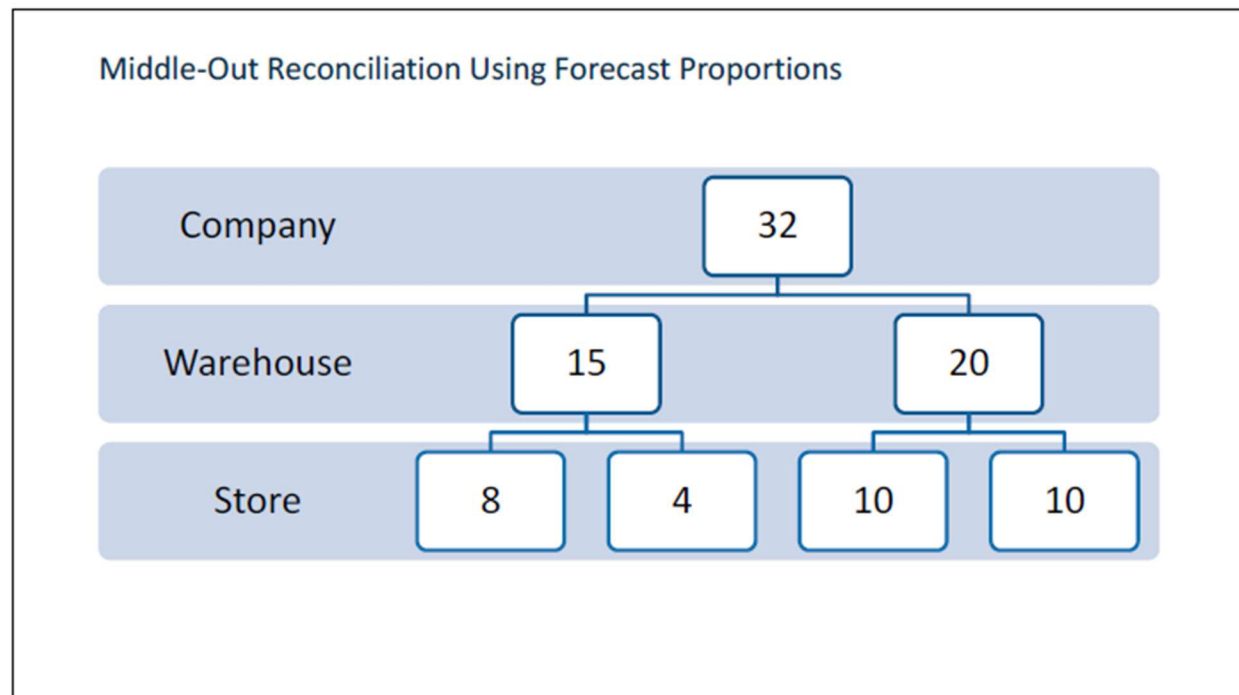 Middle-Out Reconciliation Using Forecast Proportions
Company
32
Warehouse
15
20
Store
8
4
10
10